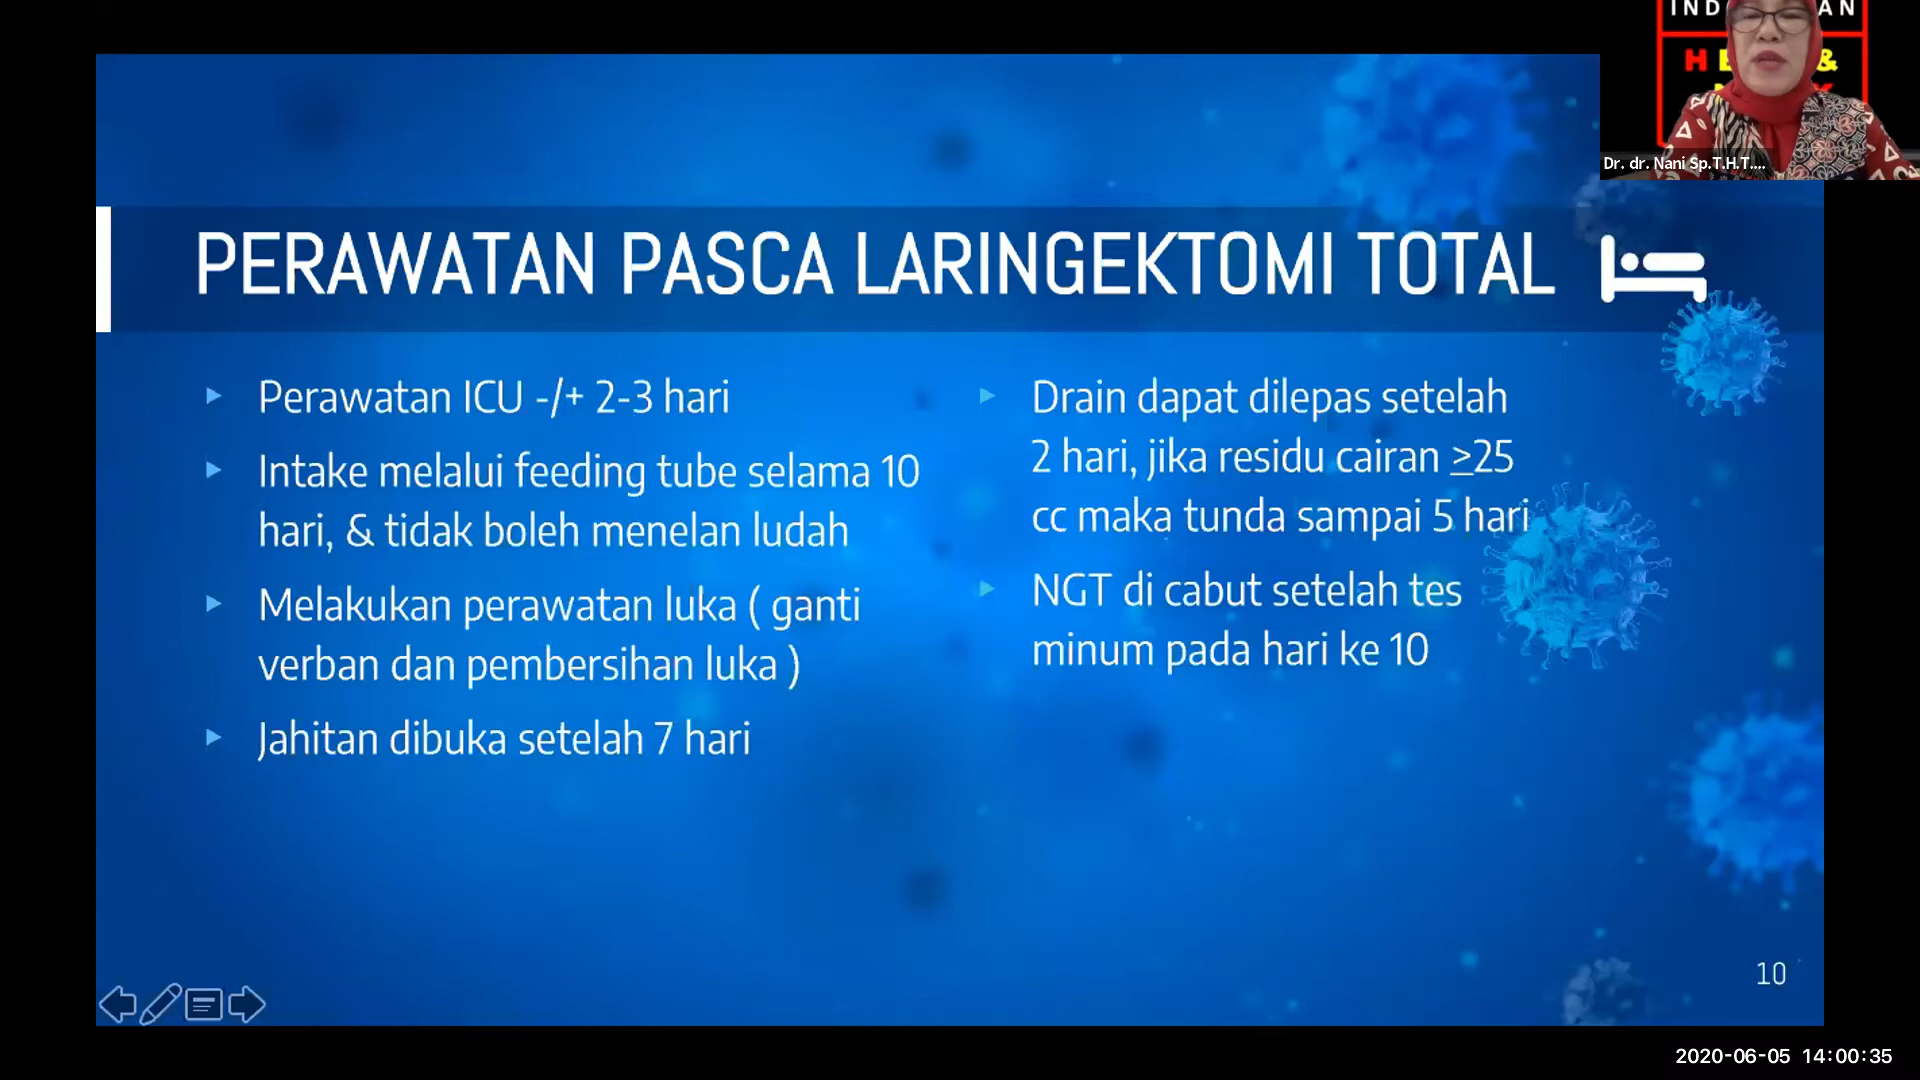 IND AN
H &
Dr. dr. Nani Sp.T.H.T....
PERAWATAN PASCA LARINGEKTOMI TOTAL
Perawatan ICU -/+ 2-3 hari
Intake melalui feeding tube selama 10
hari, & tidak boleh menelan ludah
Melakukan perawatan luka ( ganti
verban dan pembersihan luka )
Jahitan dibuka setelah 7 hari
Drain dapat dilepas setelah
2 hari, jika residu cairan ≥25
cc maka tunda sampai 5 hari
NGT di cabut setelah tes
minum pada hari ke 10
10
2020-06-05 14:00:35